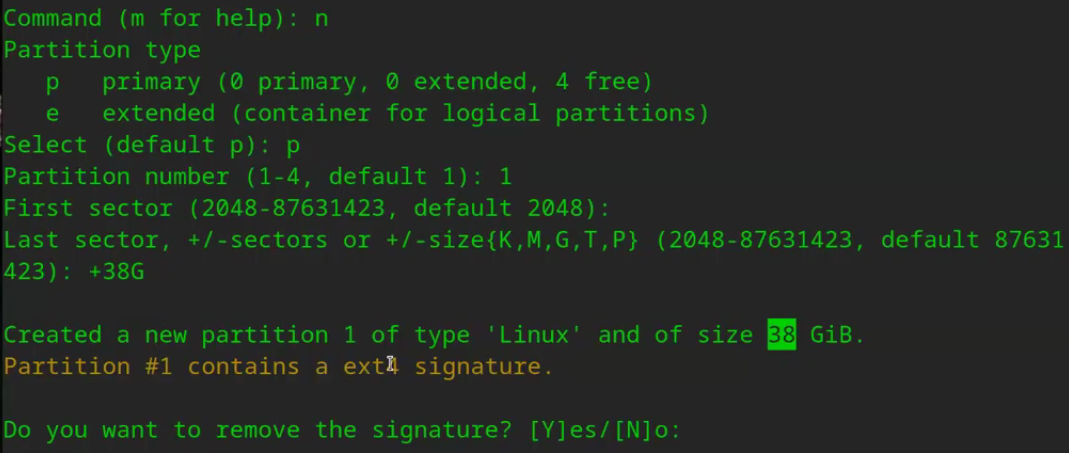 Command (m for help): n
Partition type
   p   primary (0 primary, 0 extended, 4 free)
   e   extended (container for logical partitions)
Select (default p): p
Partition number (1-4, default 1): 1
First sector (2048-87631423, default 2048):
Last sector, +/-sectors or +/-size{K,M,G,T,P} (2048-87631423, default 87631
423): +38G

Created a new partition 1 of type 'Linux' and of size 38 GiB.
Partition #1 contains a ext4 signature.

Do you want to remove the signature? [Y]es/[N]o: